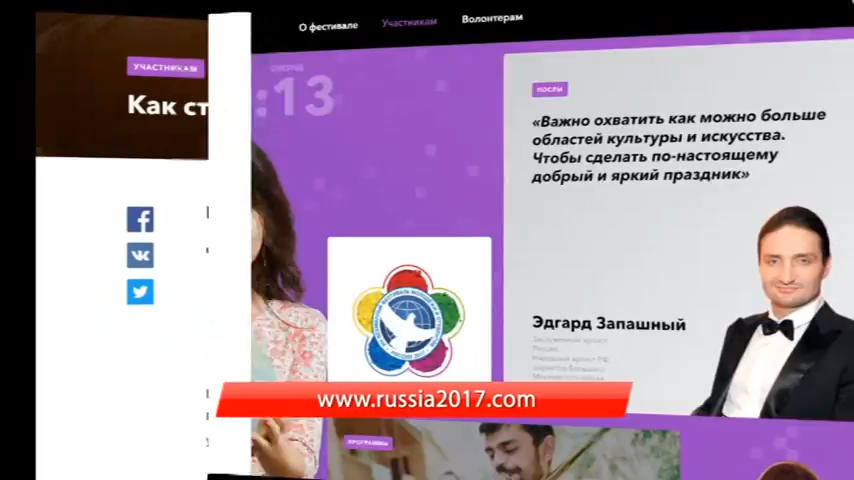 О фестивале
Участникам
Волонтерам
УЧАСТНИКАМ
Как ст
:13
ПОСЛЫ
«Важно охватить как можно больше
областей культуры и искусства.
Чтобы сделать по-настоящему
добрый и яркий праздник»
Эдгард Запашный
www.russia2017.com
ПРОГРАММЫ